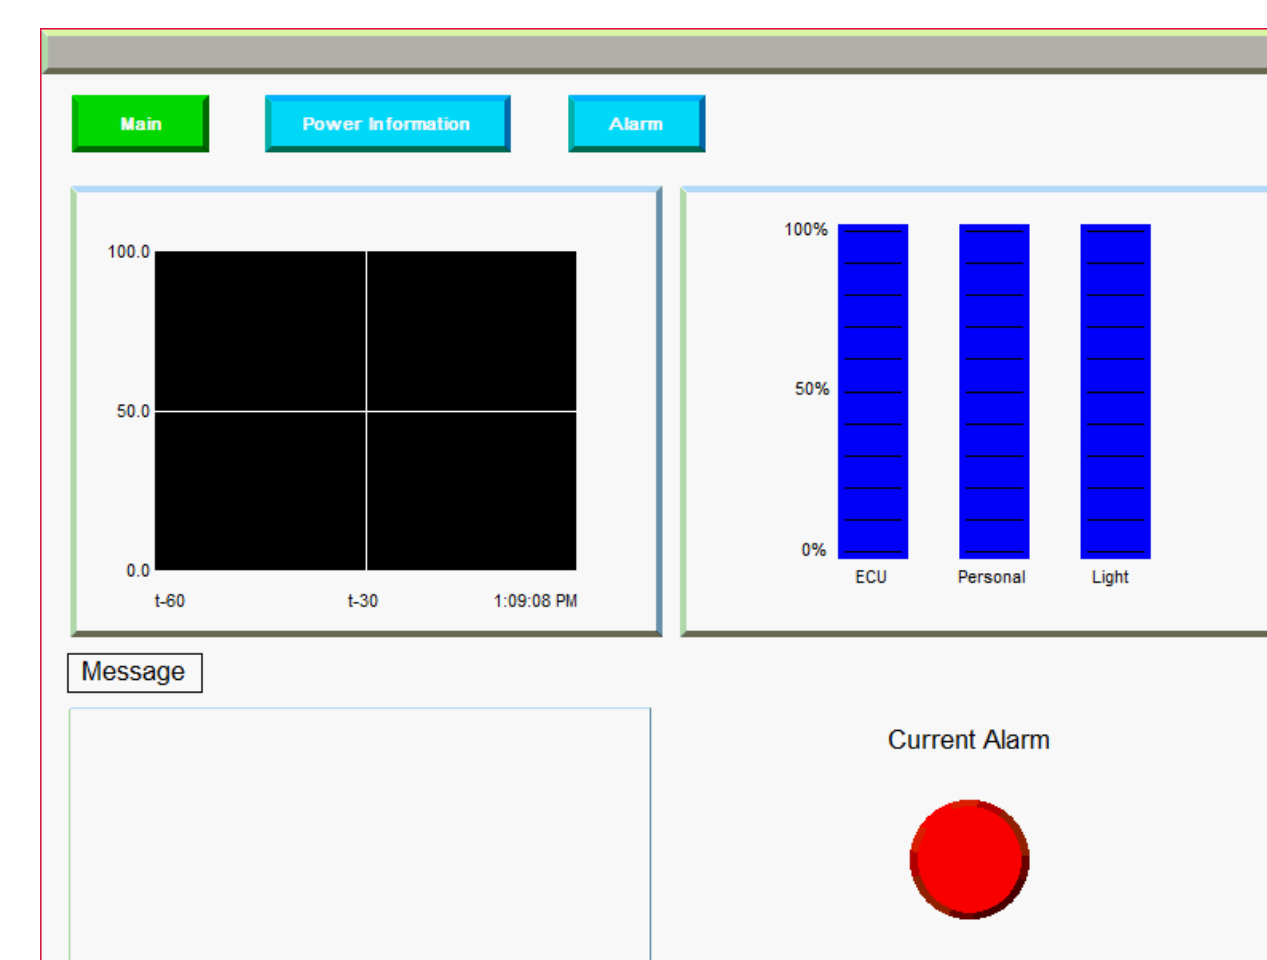 Main
Power Information
Alarm
100.0
50.0
0.0
t-60
t-30
1:09:08 PM
100%
50%
0%
ECU
Personal
Light
Message
Current Alarm